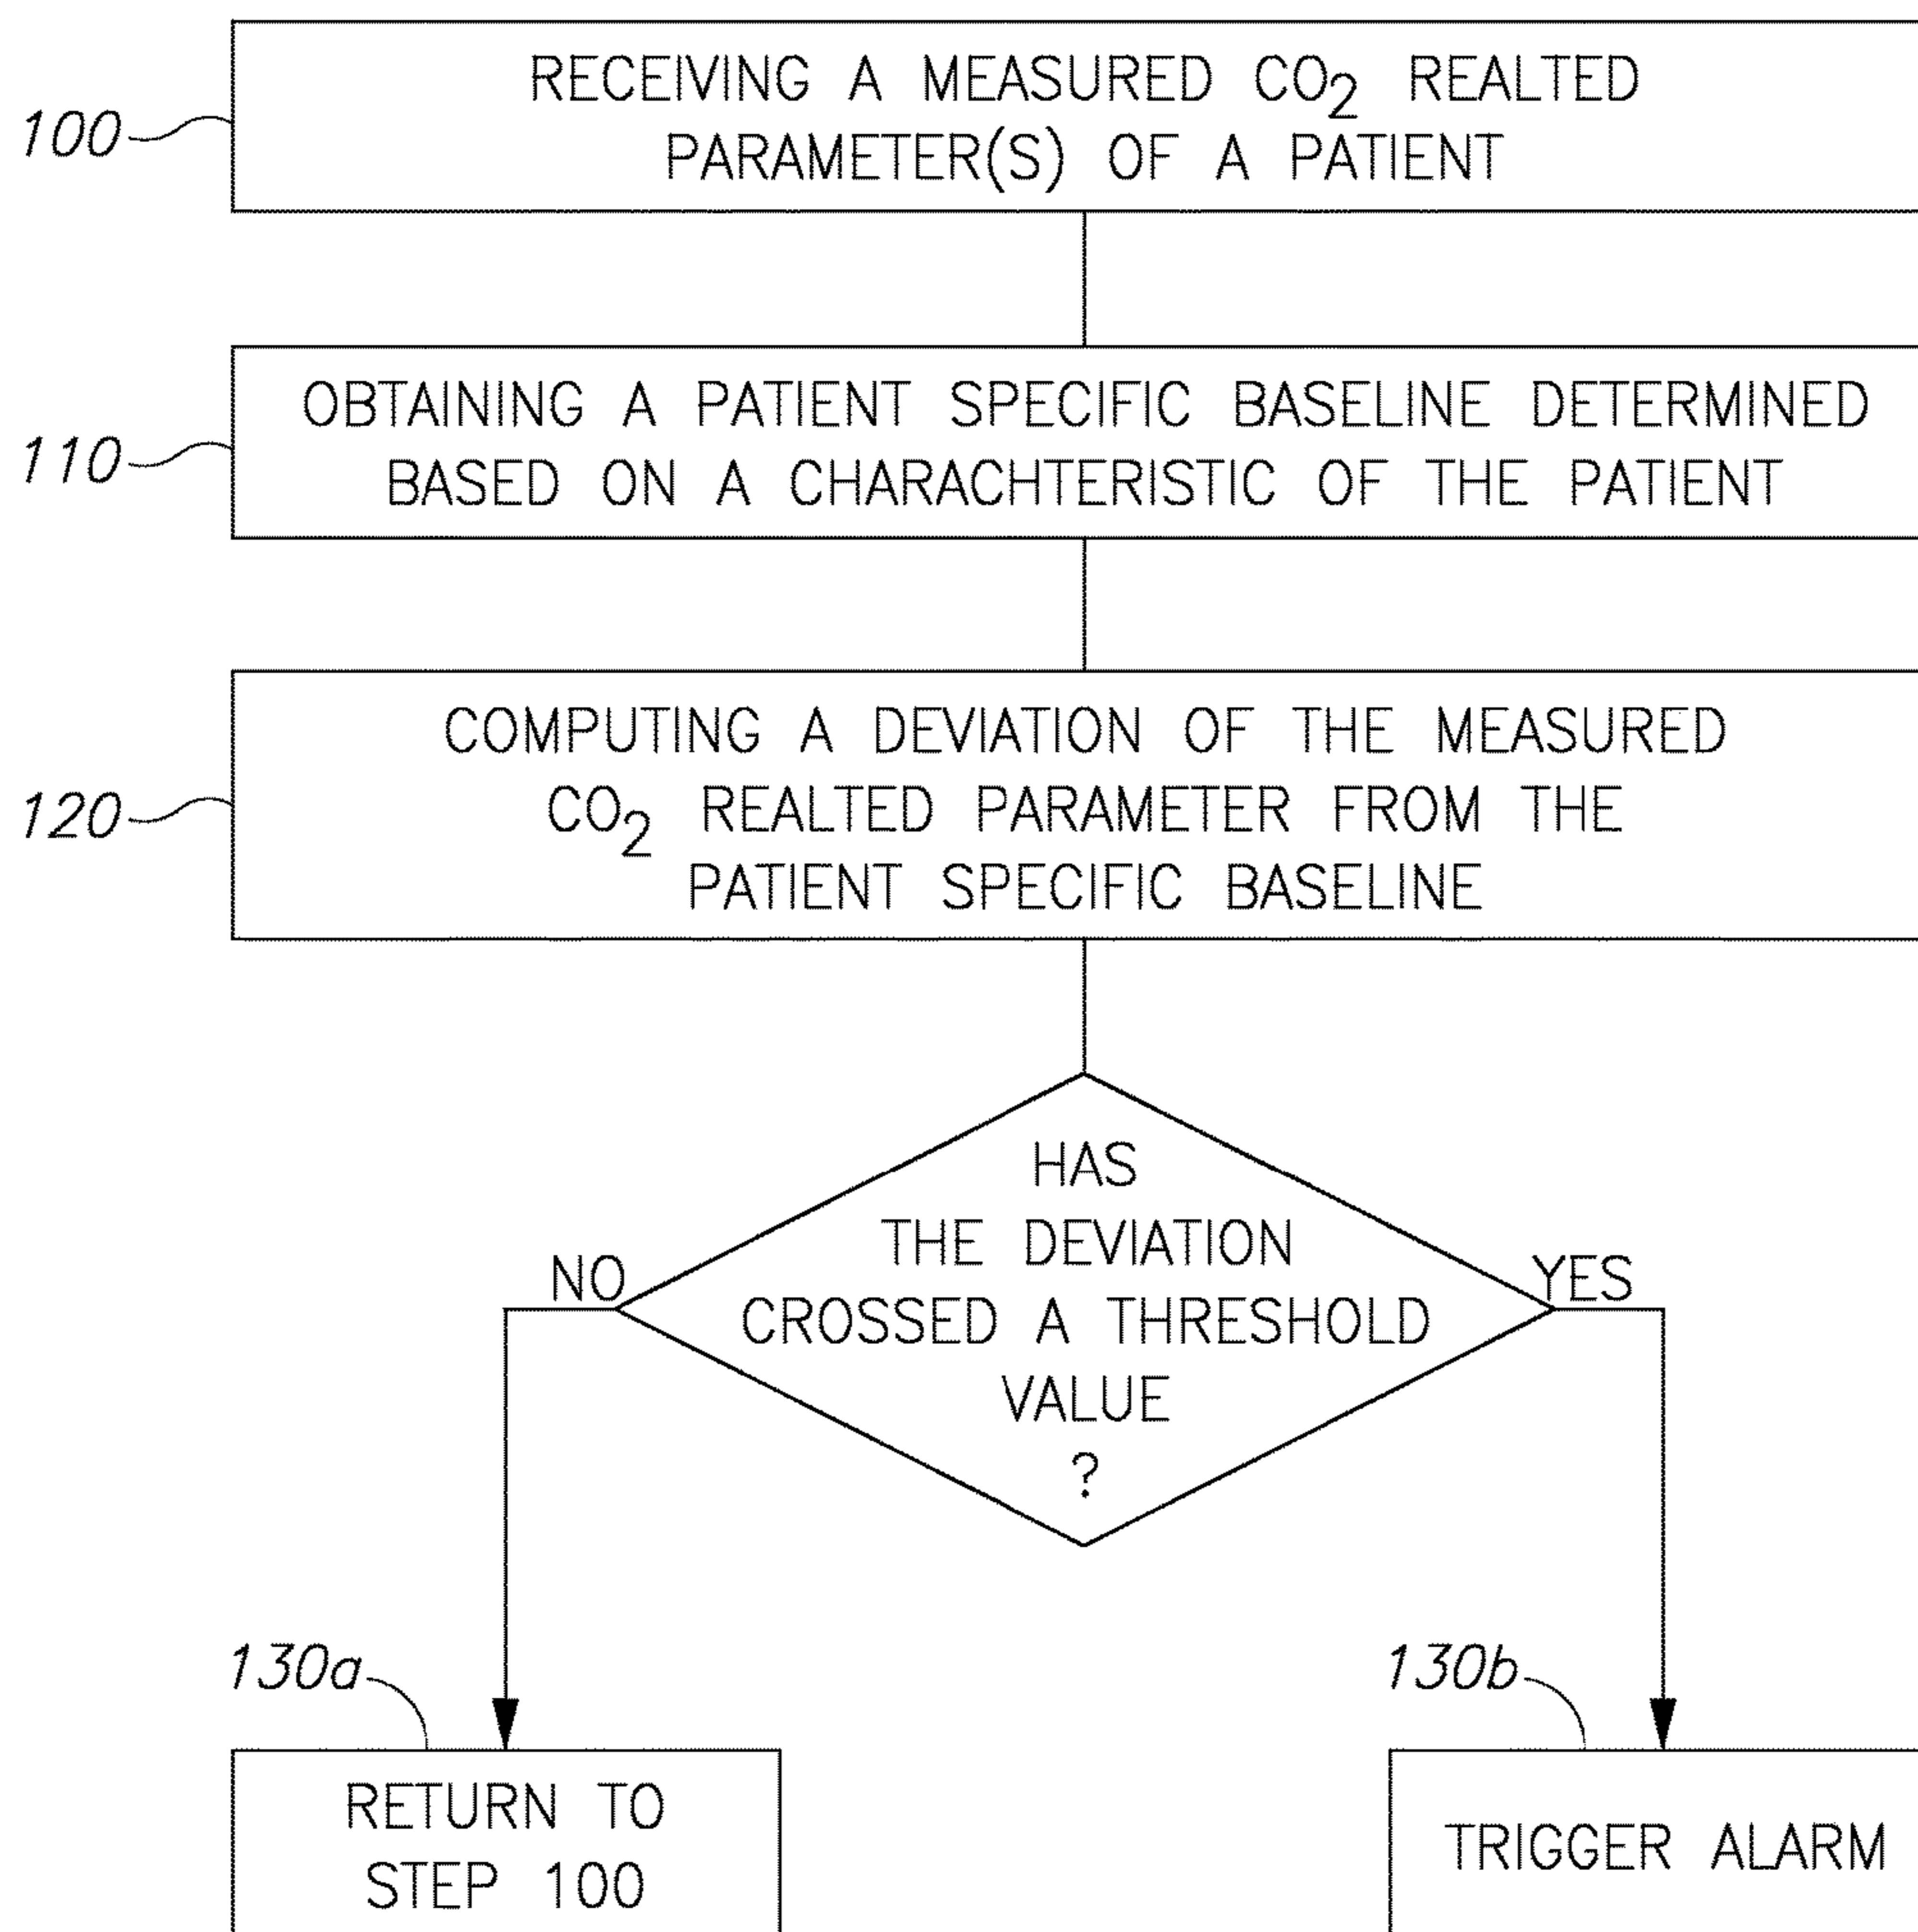 RECEIVING A MEASURED CO₂ REALTED
100
PARAMETER(S) OF A PATIENT
OBTAINING A PATIENT SPECIFIC BASELINE DETERMINED
110
BASED ON A CHARACHTERISTIC OF THE PATIENT
COMPUTING A DEVIATION OF THE MEASURED
120
CO₂ REALTED PARAMETER FROM THE
PATIENT SPECIFIC BASELINE
HAS
THE DEVIATION
NO
YES
CROSSED A THRESHOLD
VALUE
?
130a
130b
RETURN TO
STEP 100
TRIGGER ALARM